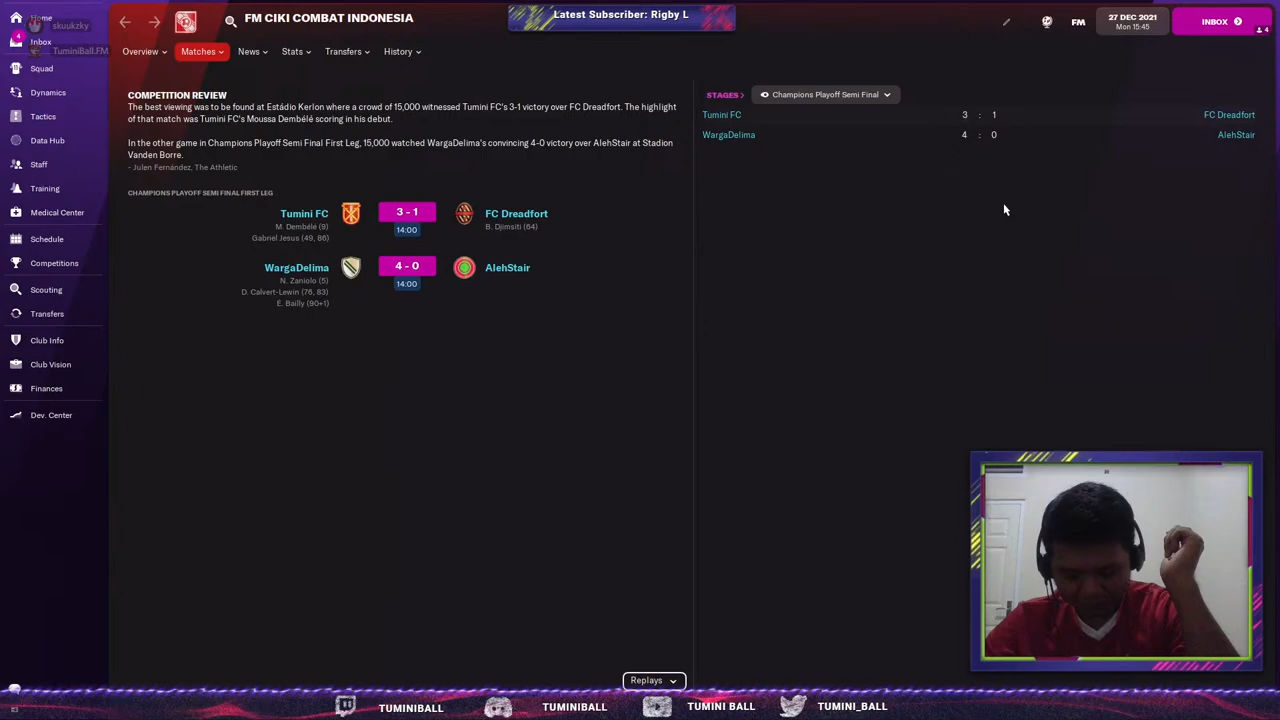 Home
skuukzky
4
Inbox
TuminiBall.FM
Squad
Dynamics
Tactics
Data Hub
Staff
Training
Medical Center
Schedule
Competitions
Scouting
Transfers
Club Info
Club Vision
Finances
Dev. Center
FM CIKI COMBAT INDONESIA
Latest Subscriber: Rigby L
FM
27 DEC 2021
Mon 15:45
INBOX
4
Overview
Matches
News
Stats
Transfers
History
COMPETITION REVIEW
The best viewing was to be found at Estádio Kerlon where a crowd of 15,000 witnessed Tumini FC's 3-1 victory over FC Dreadfort. The highlight
of that match was Tumini FC's Moussa Dembélé scoring in his debut.
In the other game in Champions Playoff Semi Final First Leg, 15,000 watched WargaDelima's convincing 4-0 victory over AlehStair at Stadion
Vanden Borre.
- Julen Fernández, The Athletic
CHAMPIONS PLAYOFF SEMI FINAL FIRST LEG
Tumini FC 3 - 1 FC Dreadfort
M. Dembélé (9) 14:00 B. Djimsiti (64)
Gabriel Jesus (49, 86)
WargaDelima 4 - 0 AlehStair
N. Zaniolo (5) 14:00
D. Calvert-Lewin (76, 83)
É. Bailly (90+1)
STAGES> Champions Playoff Semi Final
Tumini FC 3 : 1 FC Dreadfort
WargaDelima 4 : 0 AlehStair
Replays
TUMINIBALL TUMINIBALL TUMINI BALL TUMINI_BALL